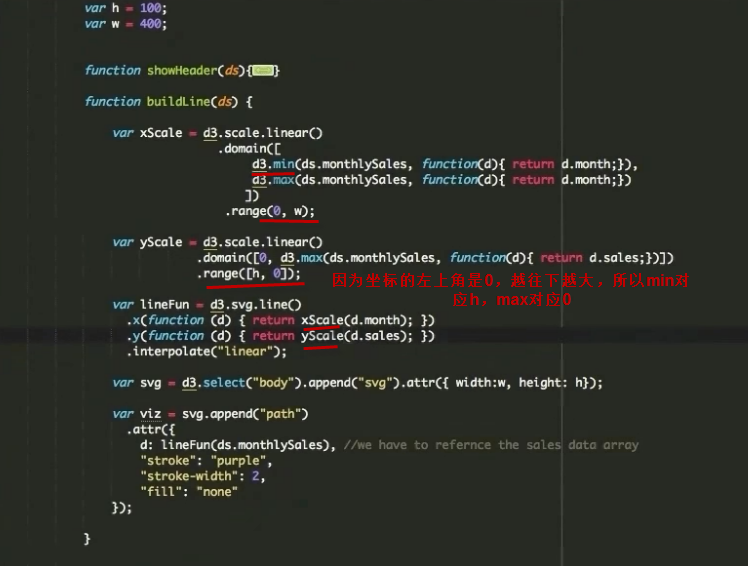 var h = 100;
var w = 400;
function showHeader(ds){}
function buildLine(ds) {
var xScale = d3.scale.linear()
.domain([
d3.min(ds.monthlySales, function(d){ return d.month;}),
d3.max(ds.monthlySales, function(d){ return d.month;})
])
.range(0, w);
var yScale = d3.scale.linear()
.domain([0, d3.max(ds.monthlySales, function(d){ return d.sales;})])
.range([h, 0]);
因为坐标的左上角是0，越往下越大，所以min对
应h，max对应0
var lineFun = d3.svg.line()
.x(function (d) { return xScale(d.month); })
.y(function (d) { return yScale(d.sales); })
.interpolate("linear");
var svg = d3.select("body").append("svg").attr({ width:w, height: h});
var viz = svg.append("path")
.attr({
d: lineFun(ds.monthlySales), //we have to refernce the sales data array
"stroke": "purple",
"stroke-width": 2,
"fill": "none"
});
}